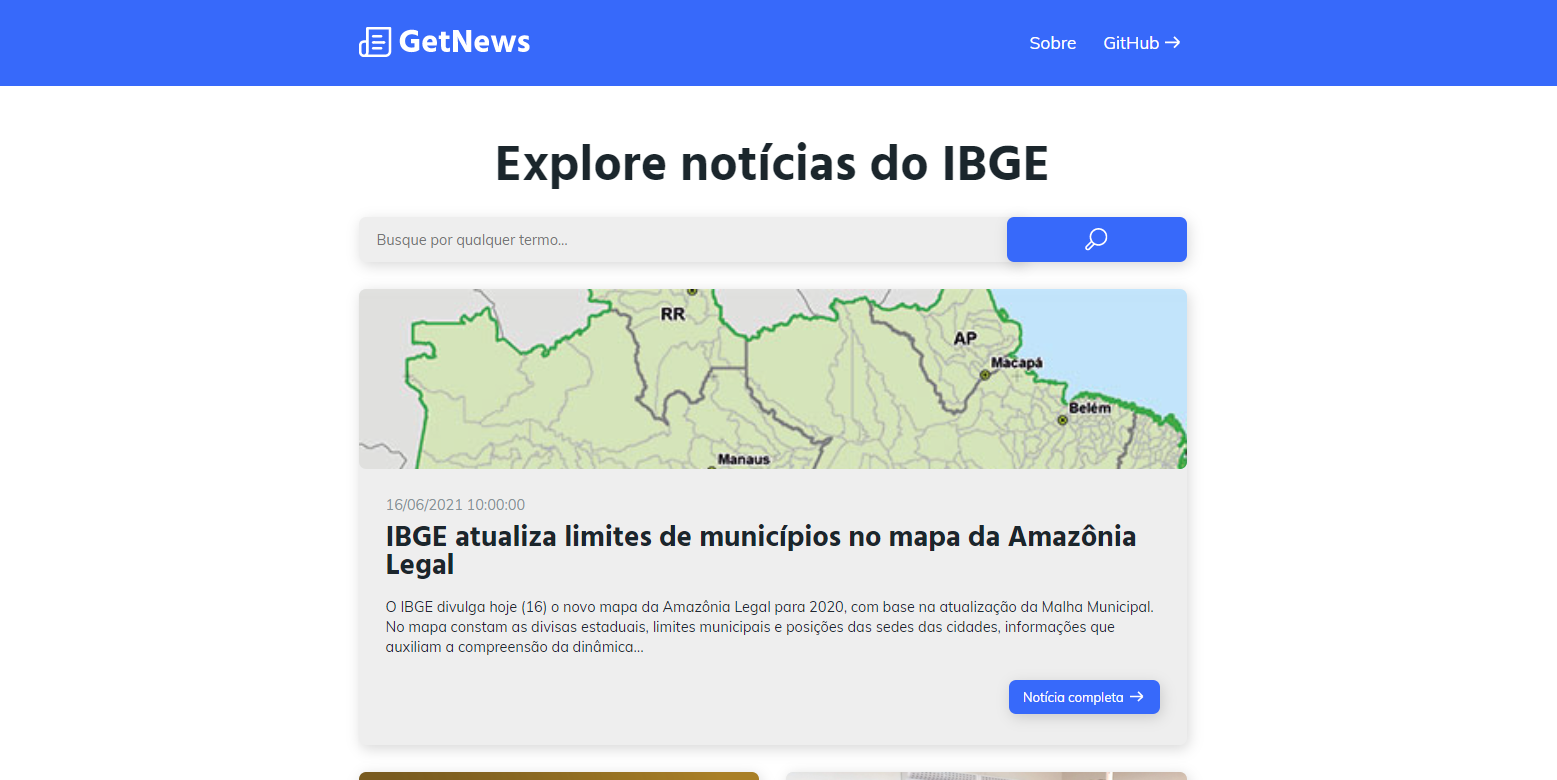 GetNews
Sobre
GitHub →
Explore notícias do IBGE
Busque por qualquer termo...
RR
AP
Macapá
Belém
Manaus
16/06/2021 10:00:00
IBGE atualiza limites de municípios no mapa da Amazônia
Legal
O IBGE divulga hoje (16) o novo mapa da Amazônia Legal para 2020, com base na atualização da Malha Municipal.
No mapa constam as divisas estaduais, limites municipais e posições das sedes das cidades, informações que
auxiliam a compreensão da dinâmica...
Notícia completa →